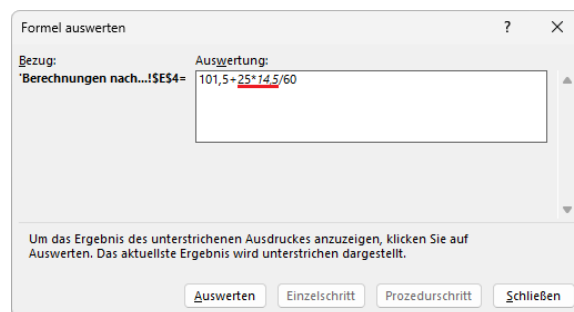 Formel auswerten ? ×
Bezug: Auswertung:
'Berechnungen nach...!$E$4= 101,5+25*14,5/60
Um das Ergebnis des unterstrichenen Ausdruckes anzuzeigen, klicken Sie auf
Auswerten. Das aktuellste Ergebnis wird unterstrichen dargestellt.
Auswerten Einzelschritt Prozedurschritt Schließen